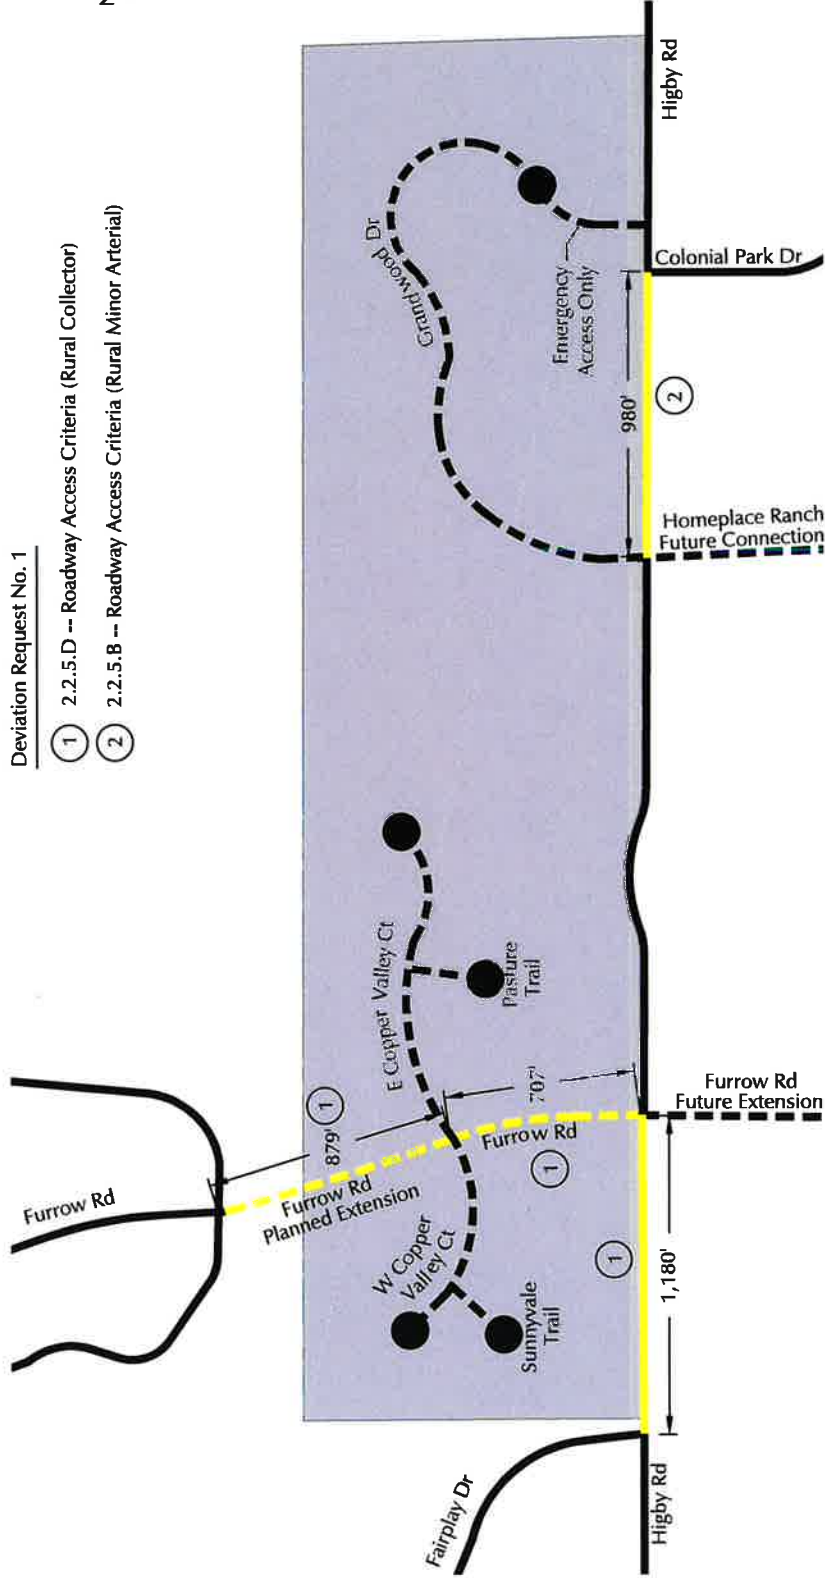 Deviation Request No. 1
1 2.2.5.D -- Roadway Access Criteria (Rural Collector)
2 2.2.5.B -- Roadway Access Criteria (Rural Minor Arterial)
Furrow Rd
879'
1
Furrow Rd
Planned Extension
E Copper Valley Ct
Pasture
Trail
W Copper
Valley Ct
Sunnyvale
Trail
Furrow Rd
1
707'
Grandwood Dr
Emergency
Access Only
980'
2
Fairplay Dr
Higby Rd
1
1,180'
Furrow Rd
Future Extension
Homeplace Ranch
Future Connection
Colonial Park Dr
Higby Rd